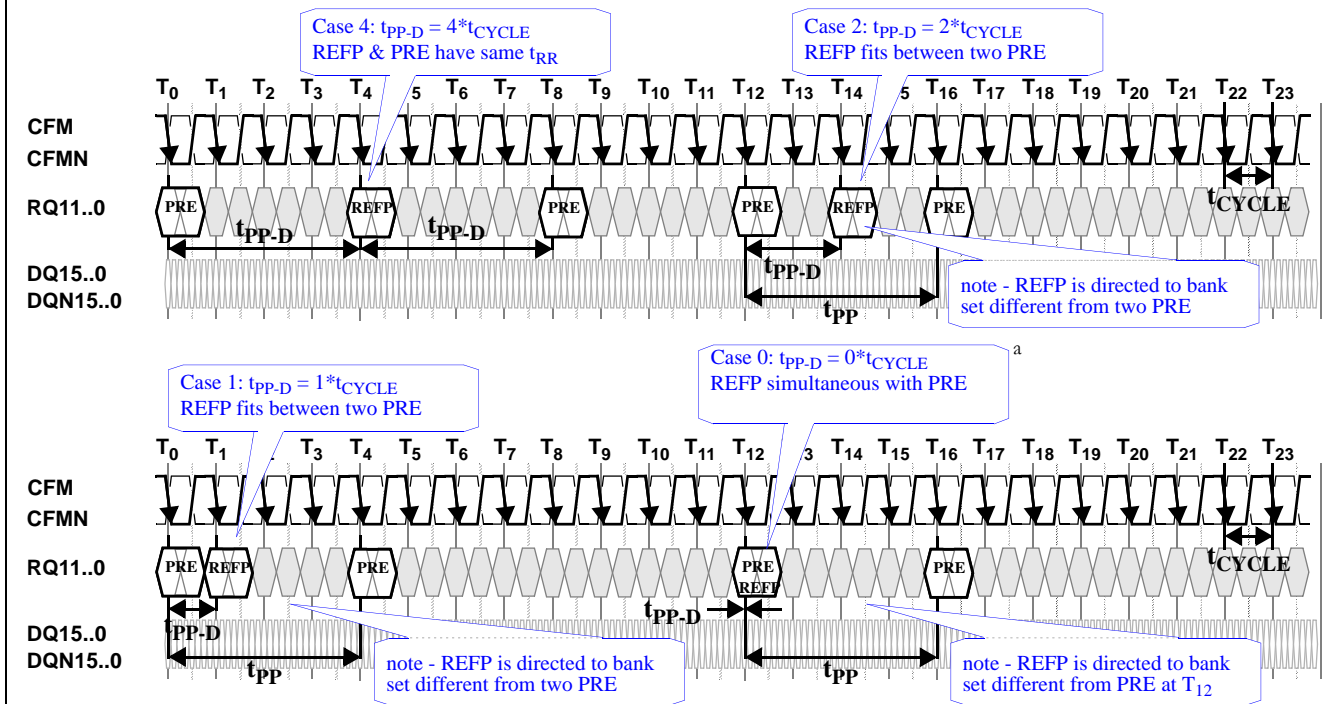 Case 4: tPP-D = 4*tCYCLE
REFP & PRE have same tRR
Case 2: tPP-D = 2*tCYCLE
REFP fits between two PRE
T0 T1 T2 T3 T4 5 T6 T7 T8 T9 T10 T11 T12 T13 T14 5 T16 T17 T18 T19 T20 T21 T22 T23
CFM
CFMN
RQ11..0
PRE REFP PRE PRE REFP PRE
tCYCLE
tPP-D tPP-D tPP-D
DQ15..0
DQN15..0
tPP
note - REFP is directed to bank
set different from two PRE
Case 1: tPP-D = 1*tCYCLE
REFP fits between two PRE
Case 0: tPP-D = 0*tCYCLE
REFP simultaneous with PRE
a
T0 T1 T3 T4 T5 T6 T7 T8 T9 T10 T11 T12 3 T14 T15 T16 T17 T18 T19 T20 T21 T22 T23
CFM
CFMN
RQ11..0
PRE REFP PRE PRE PRE
REFP
tCYCLE
tPP-D tPP-D
DQ15..0
DQN15..0
tPP tPP
note - REFP is directed to bank
set different from two PRE
note - REFP is directed to bank
set different from PRE at T12